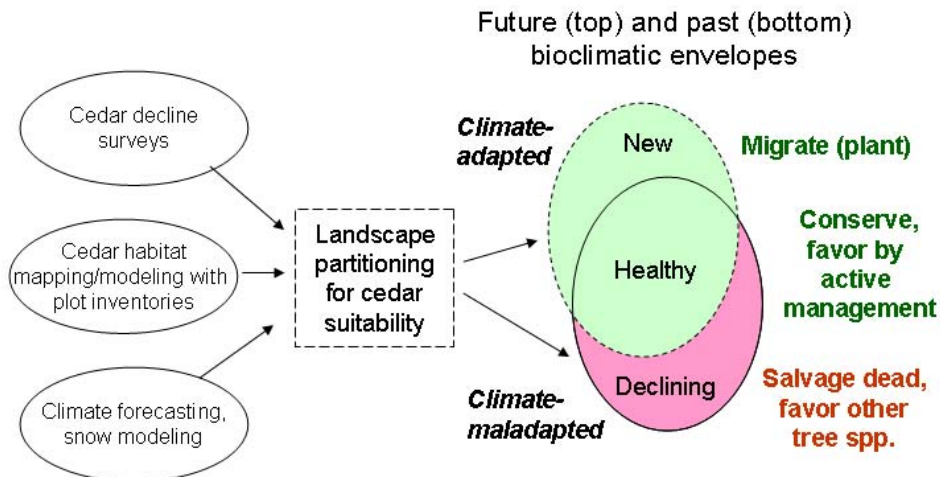 Future (top) and past (bottom)
bioclimatic envelopes
Cedar decline
surveys
Cedar habitat
mapping/modeling with
plot inventories
Climate forecasting,
snow modeling
Landscape
partitioning
for cedar
suitability
Climate-
adapted
Climate-
maladapted
New
Healthy
Declining
Migrate (plant)
Conserve,
favor by
active
management
Salvage dead,
favor other
tree spp.